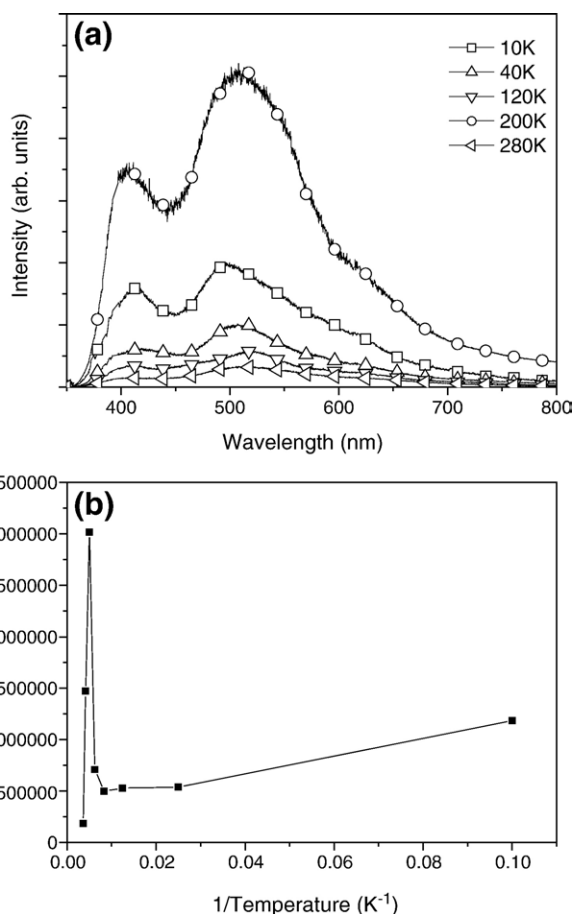 (a)
10K
40K
120K
200K
280K
Intensity (arb. units)
400
500
600
700
800
Wavelength (nm)
(b)
500000
000000
500000
000000
500000
000000
500000
0
0.00
0.02
0.04
0.06
0.08
0.10
1/Temperature (K⁻¹)